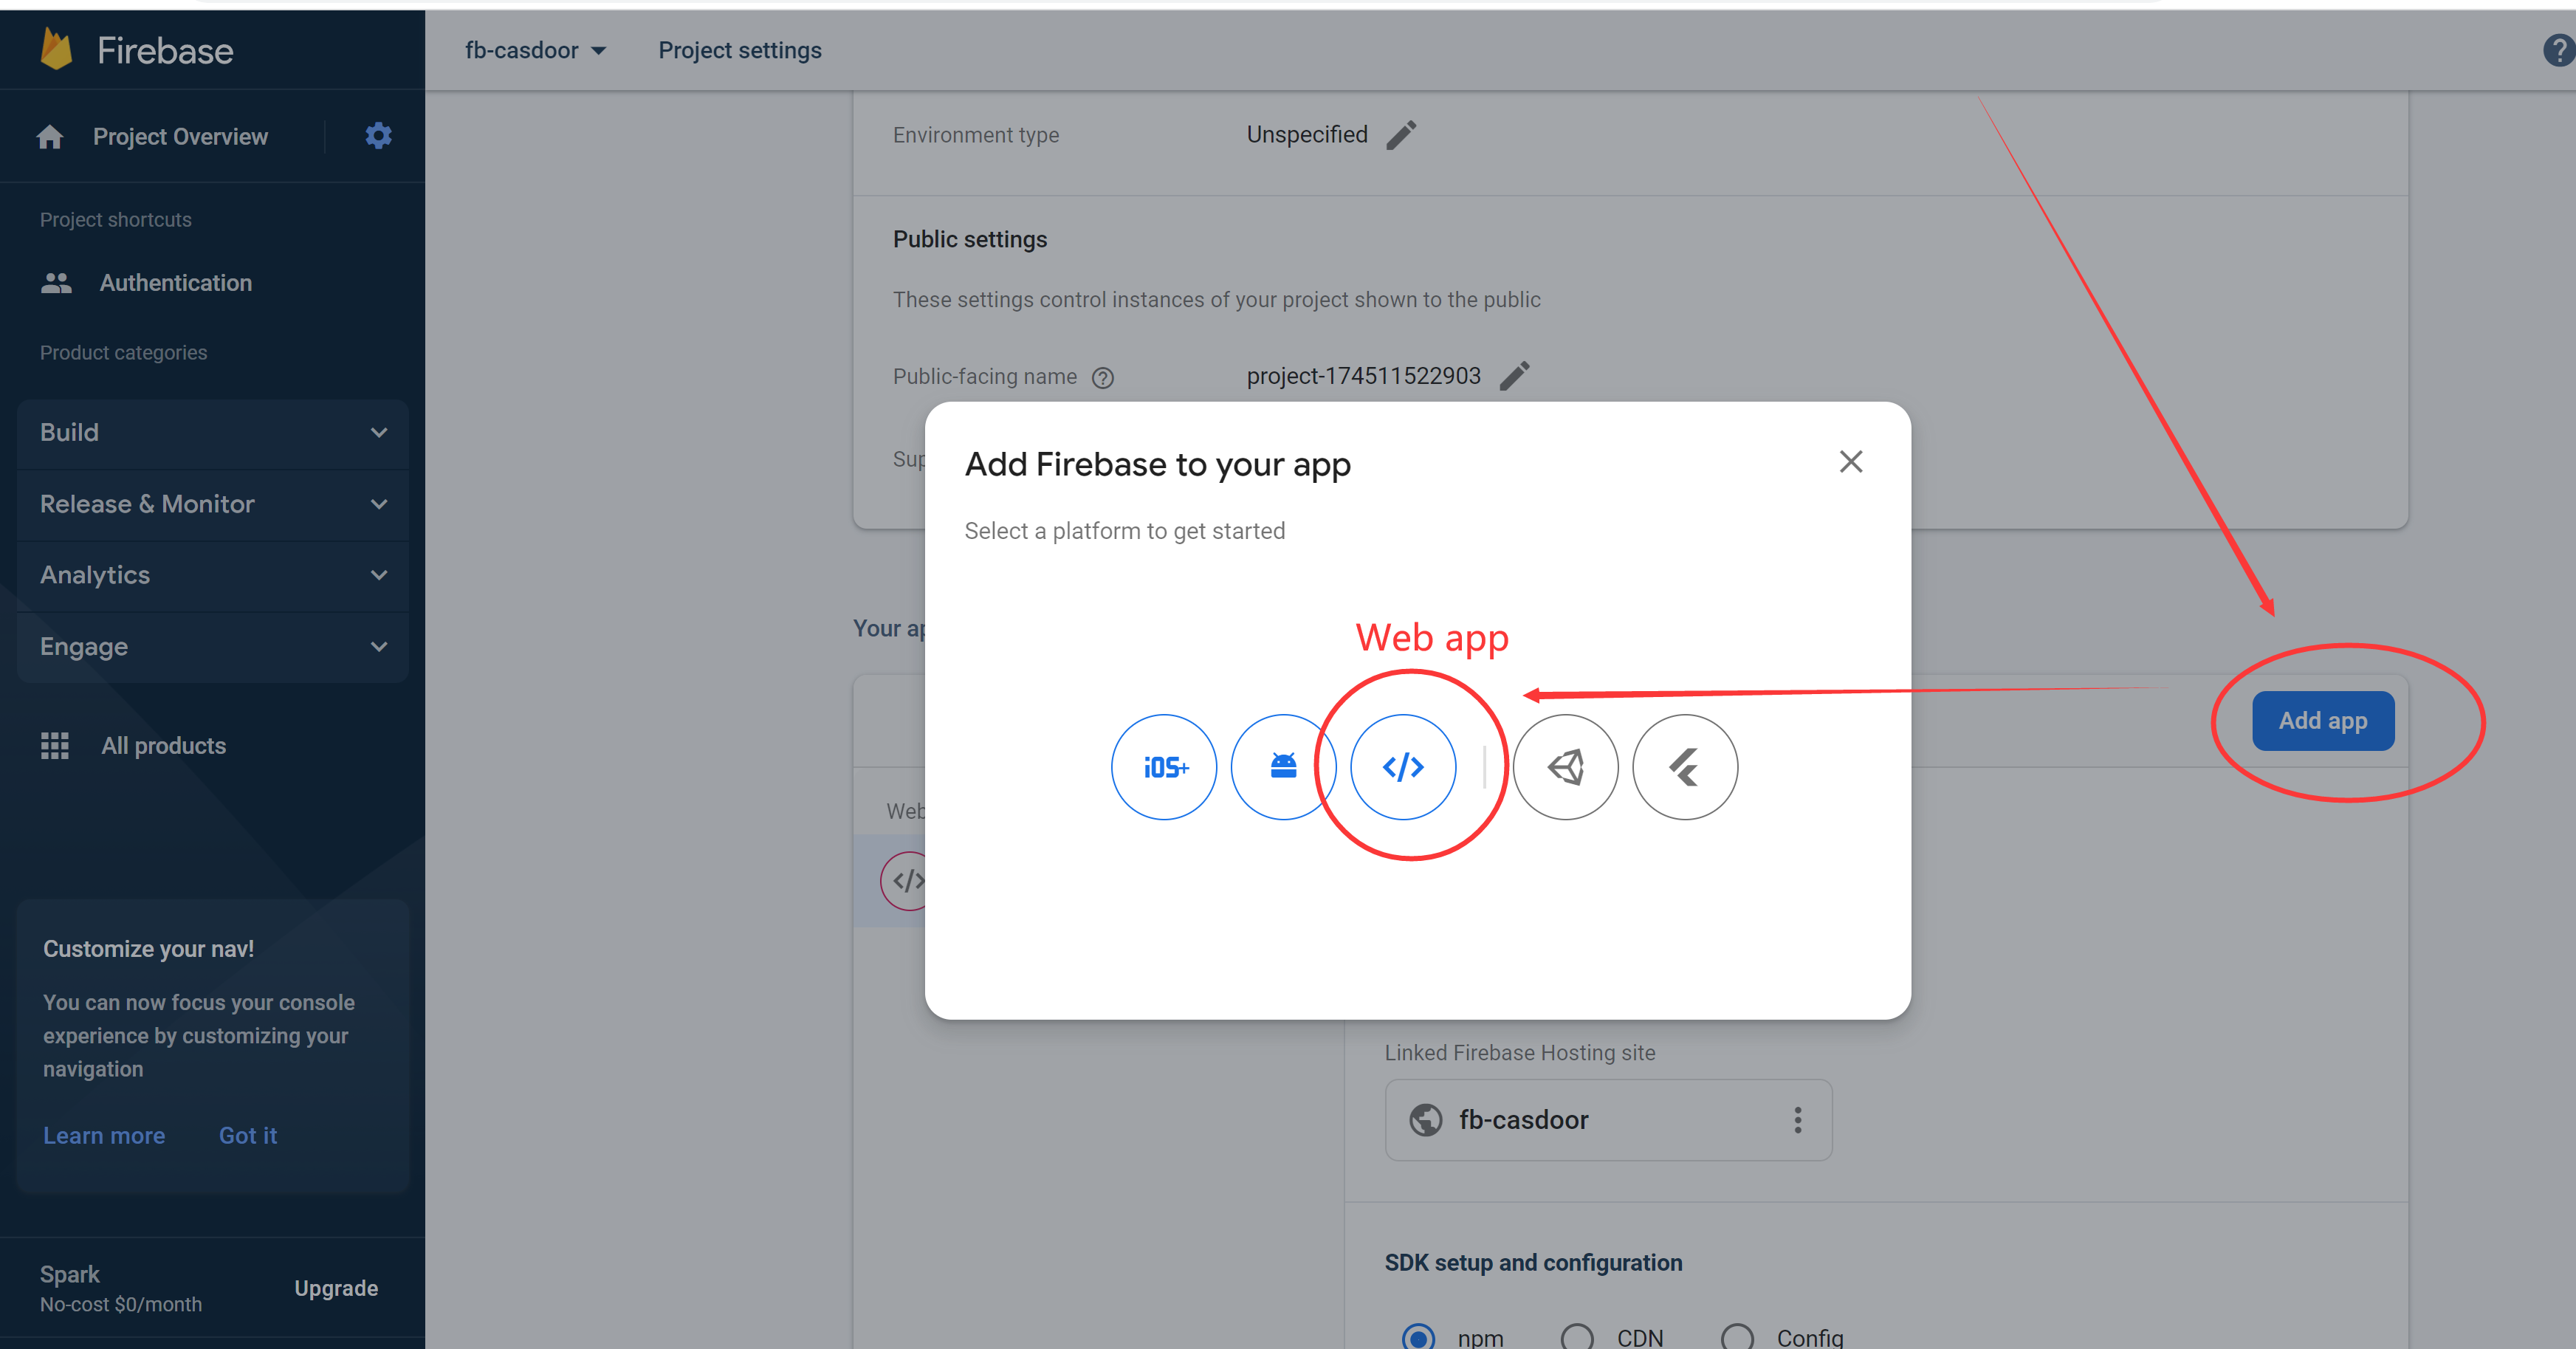 Firebase
fb-casdoor
Project settings
Project Overview
Project shortcuts
Authentication
Product categories
Build
Release & Monitor
Analytics
Engage
All products
Customize your nav!
You can now focus your console
experience by customizing your
navigation
Learn more
Got it
Spark
No-cost $0/month
Upgrade
Environment type
Unspecified
Public settings
These settings control instances of your project shown to the public
Public-facing name
project-174511522903
Sup
Your ap
Add app
Web
</>
Add Firebase to your app
Select a platform to get started
Web app
iOS+
</>
Linked Firebase Hosting site
fb-casdoor
SDK setup and configuration
npm
CDN
Config